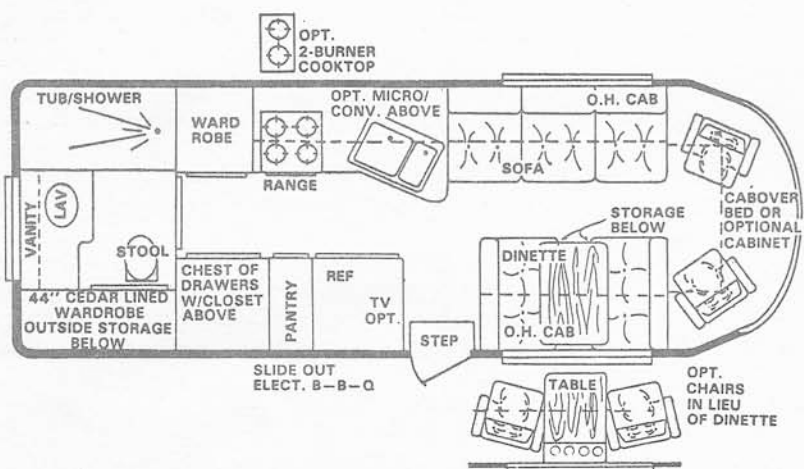 OPT.
2-BURNER
COOKTOP
TUB/SHOWER
WARD
ROBE
OPT. MICRO/
CONV. ABOVE
O.H. CAB
RANGE
SOFA
VANITY
LAV
STOOL
STORAGE
BELOW
CABOVER
BED OR
OPTIONAL
CABINET
44" CEDAR LINED
WARDROBE
OUTSIDE STORAGE
BELOW
CHEST OF
DRAWERS
W/CLOSET
ABOVE
PANTRY
REF
TV
OPT.
STEP
DINETTE
O.H. CAB
SLIDE OUT
ELECT. B-B-Q
TABLE
OPT.
CHAIRS
IN LIEU
OF DINETTE